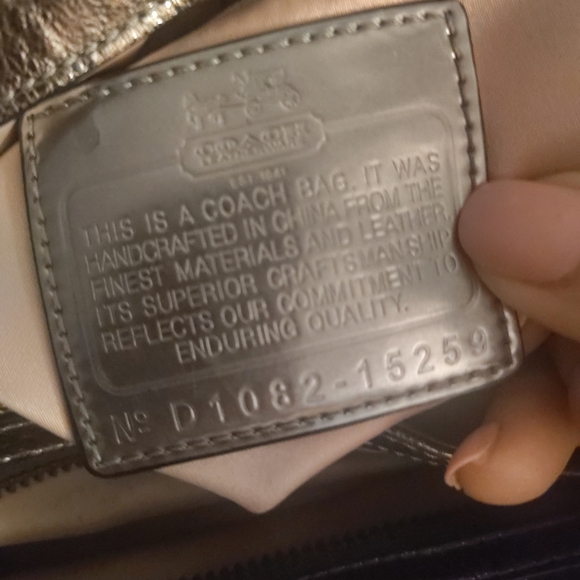 COACH
EST. 1941
THIS IS A COACH BAG. IT WAS
HANDCRAFTED IN CHINA FROM THE
FINEST MATERIALS AND LEATHER.
ITS SUPERIOR CRAFTSMANSHIP
REFLECTS OUR COMMITMENT TO
ENDURING QUALITY.
Nº D1082-15259